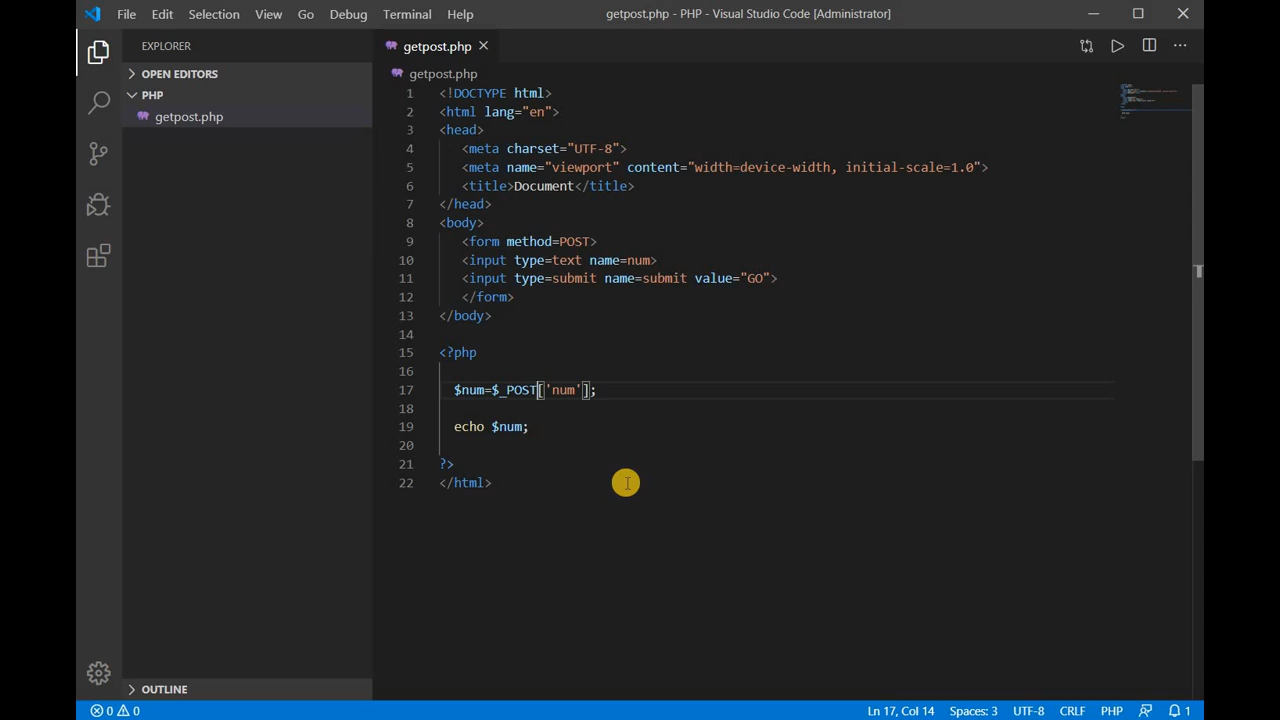 File Edit Selection View Go Debug Terminal Help getpost.php - PHP - Visual Studio Code [Administrator]
EXPLORER
OPEN EDITORS
PHP
getpost.php
getpost.php
getpost.php
1 <!DOCTYPE html>
2 <html lang="en">
3 <head>
4 <meta charset="UTF-8">
5 <meta name="viewport" content="width=device-width, initial-scale=1.0">
6 <title>Document</title>
7 </head>
8 <body>
9 <form method=POST>
10 <input type=text name=num>
11 <input type=submit name=submit value="GO">
12 </form>
13 </body>
14
15 <?php
16
17 $num=$_POST['num'];
18
19 echo $num;
20
21 ?>
22 </html>
OUTLINE
0 0 Ln 17, Col 14 Spaces: 3 UTF-8 CRLF PHP 1